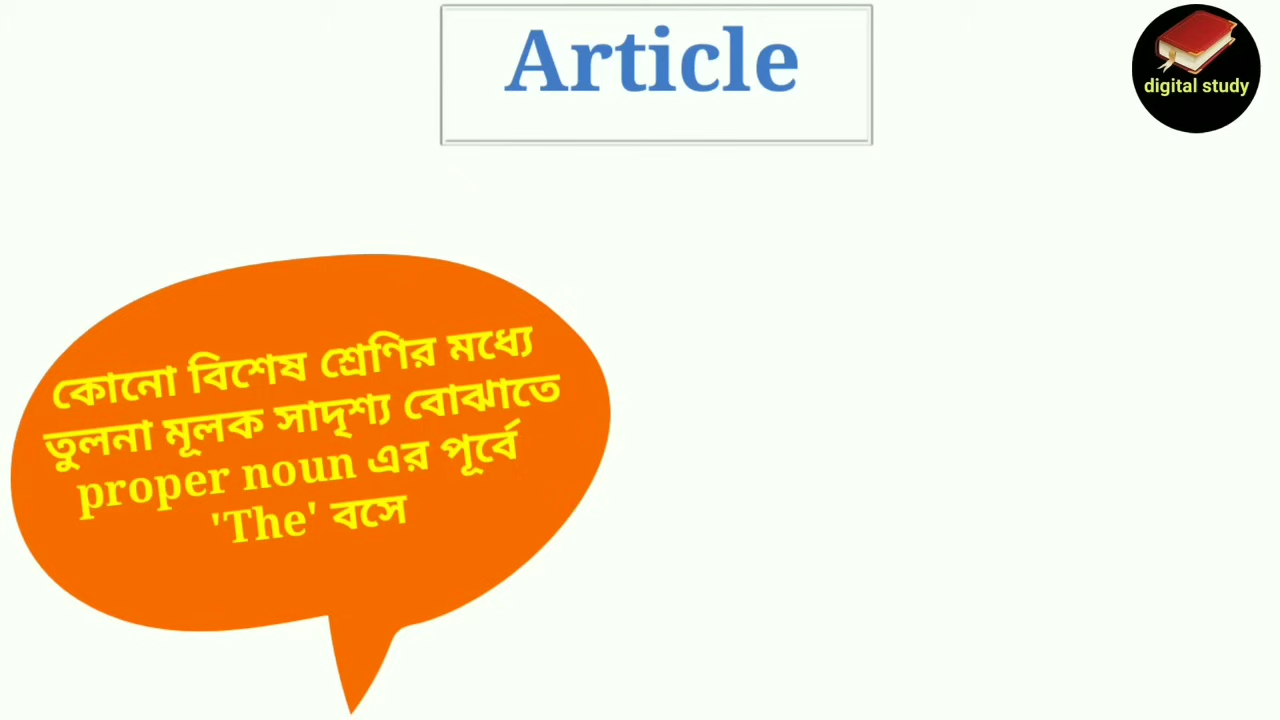 Article
digital study
কোনো বিশেষ শ্রেণির মধ্যে
তুলনা মূলক সাদৃশ্য বোঝাতে
proper noun এর পূর্বে
'The' বসে